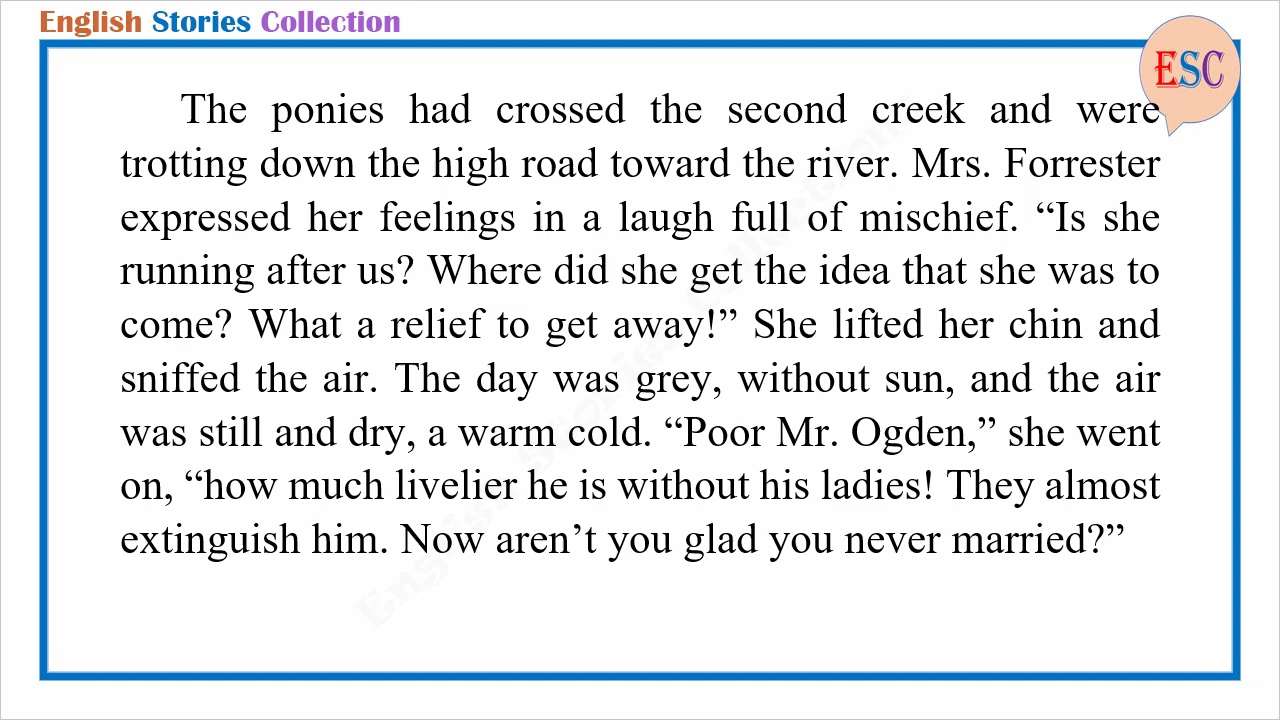 English Stories Collection
ESC
The ponies had crossed the second creek and were
trotting down the high road toward the river. Mrs. Forrester
expressed her feelings in a laugh full of mischief. “Is she
running after us? Where did she get the idea that she was to
come? What a relief to get away!” She lifted her chin and
sniffed the air. The day was grey, without sun, and the air
was still and dry, a warm cold. “Poor Mr. Ogden,” she went
on, “how much livelier he is without his ladies! They almost
extinguish him. Now aren’t you glad you never married?”